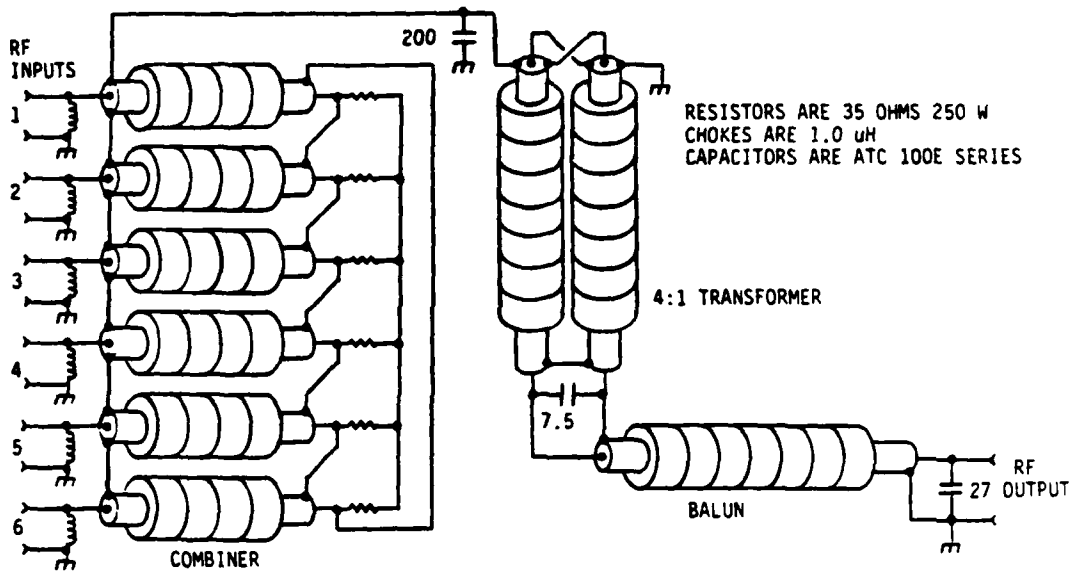 200
RF
INPUTS
1
2
3
4
5
6
COMBINER
RESISTORS ARE 35 OHMS 250 W
CHOKES ARE 1.0 uH
CAPACITORS ARE ATC 100E SERIES
4:1 TRANSFORMER
7.5
BALUN
RF
27 OUTPUT